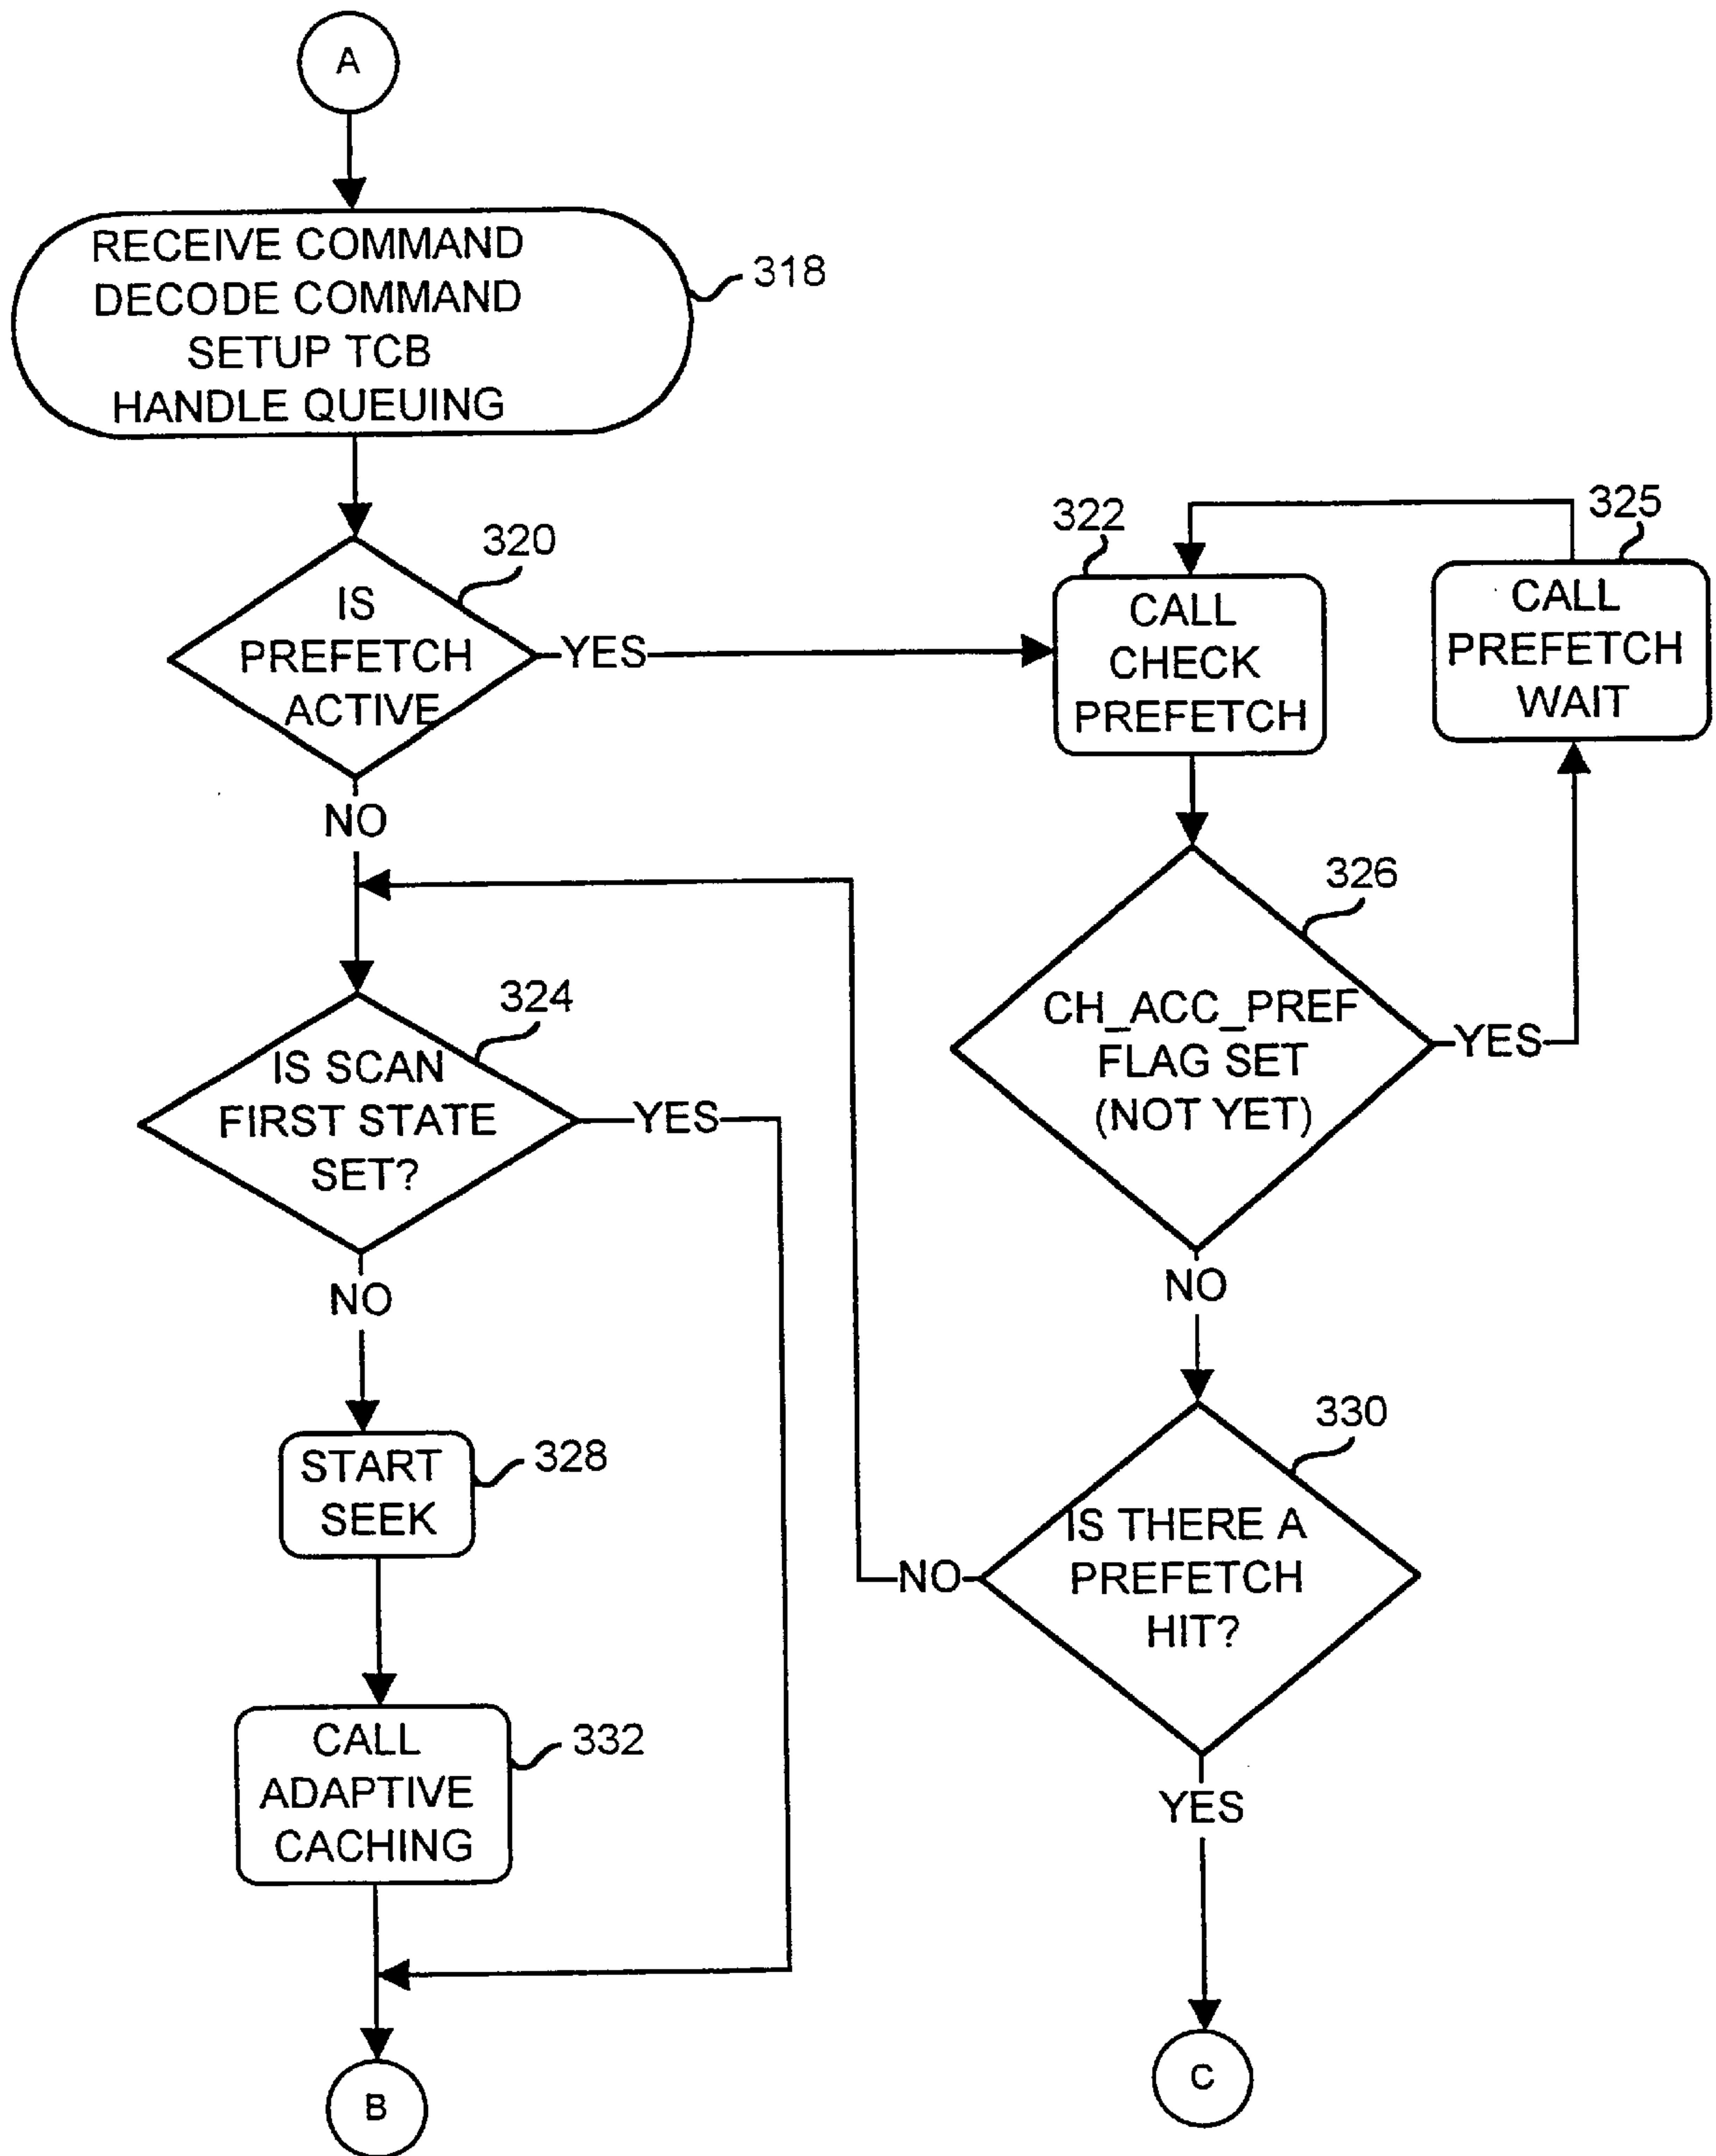 A
RECEIVE COMMAND
DECODE COMMAND
SETUP TCB
HANDLE QUEUING
318
320
IS
PREFETCH
ACTIVE
YES
NO
322
CALL
CHECK
PREFETCH
325
CALL
PREFETCH
WAIT
326
CH_ACC_PREF
FLAG SET
(NOT YET)
YES
NO
324
IS SCAN
FIRST STATE
SET?
YES
NO
START
SEEK
328
330
IS THERE A
PREFETCH
HIT?
NO
YES
CALL
ADAPTIVE
CACHING
332
B
C